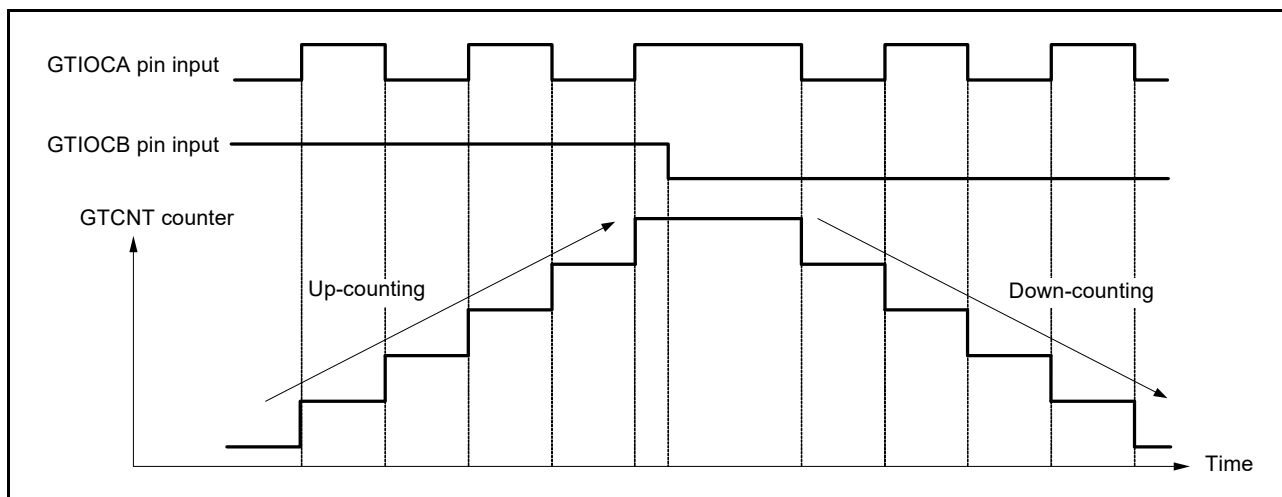 GTIOCA pin input
GTIOCB pin input
GTCNT counter
Up-counting
Down-counting
Time